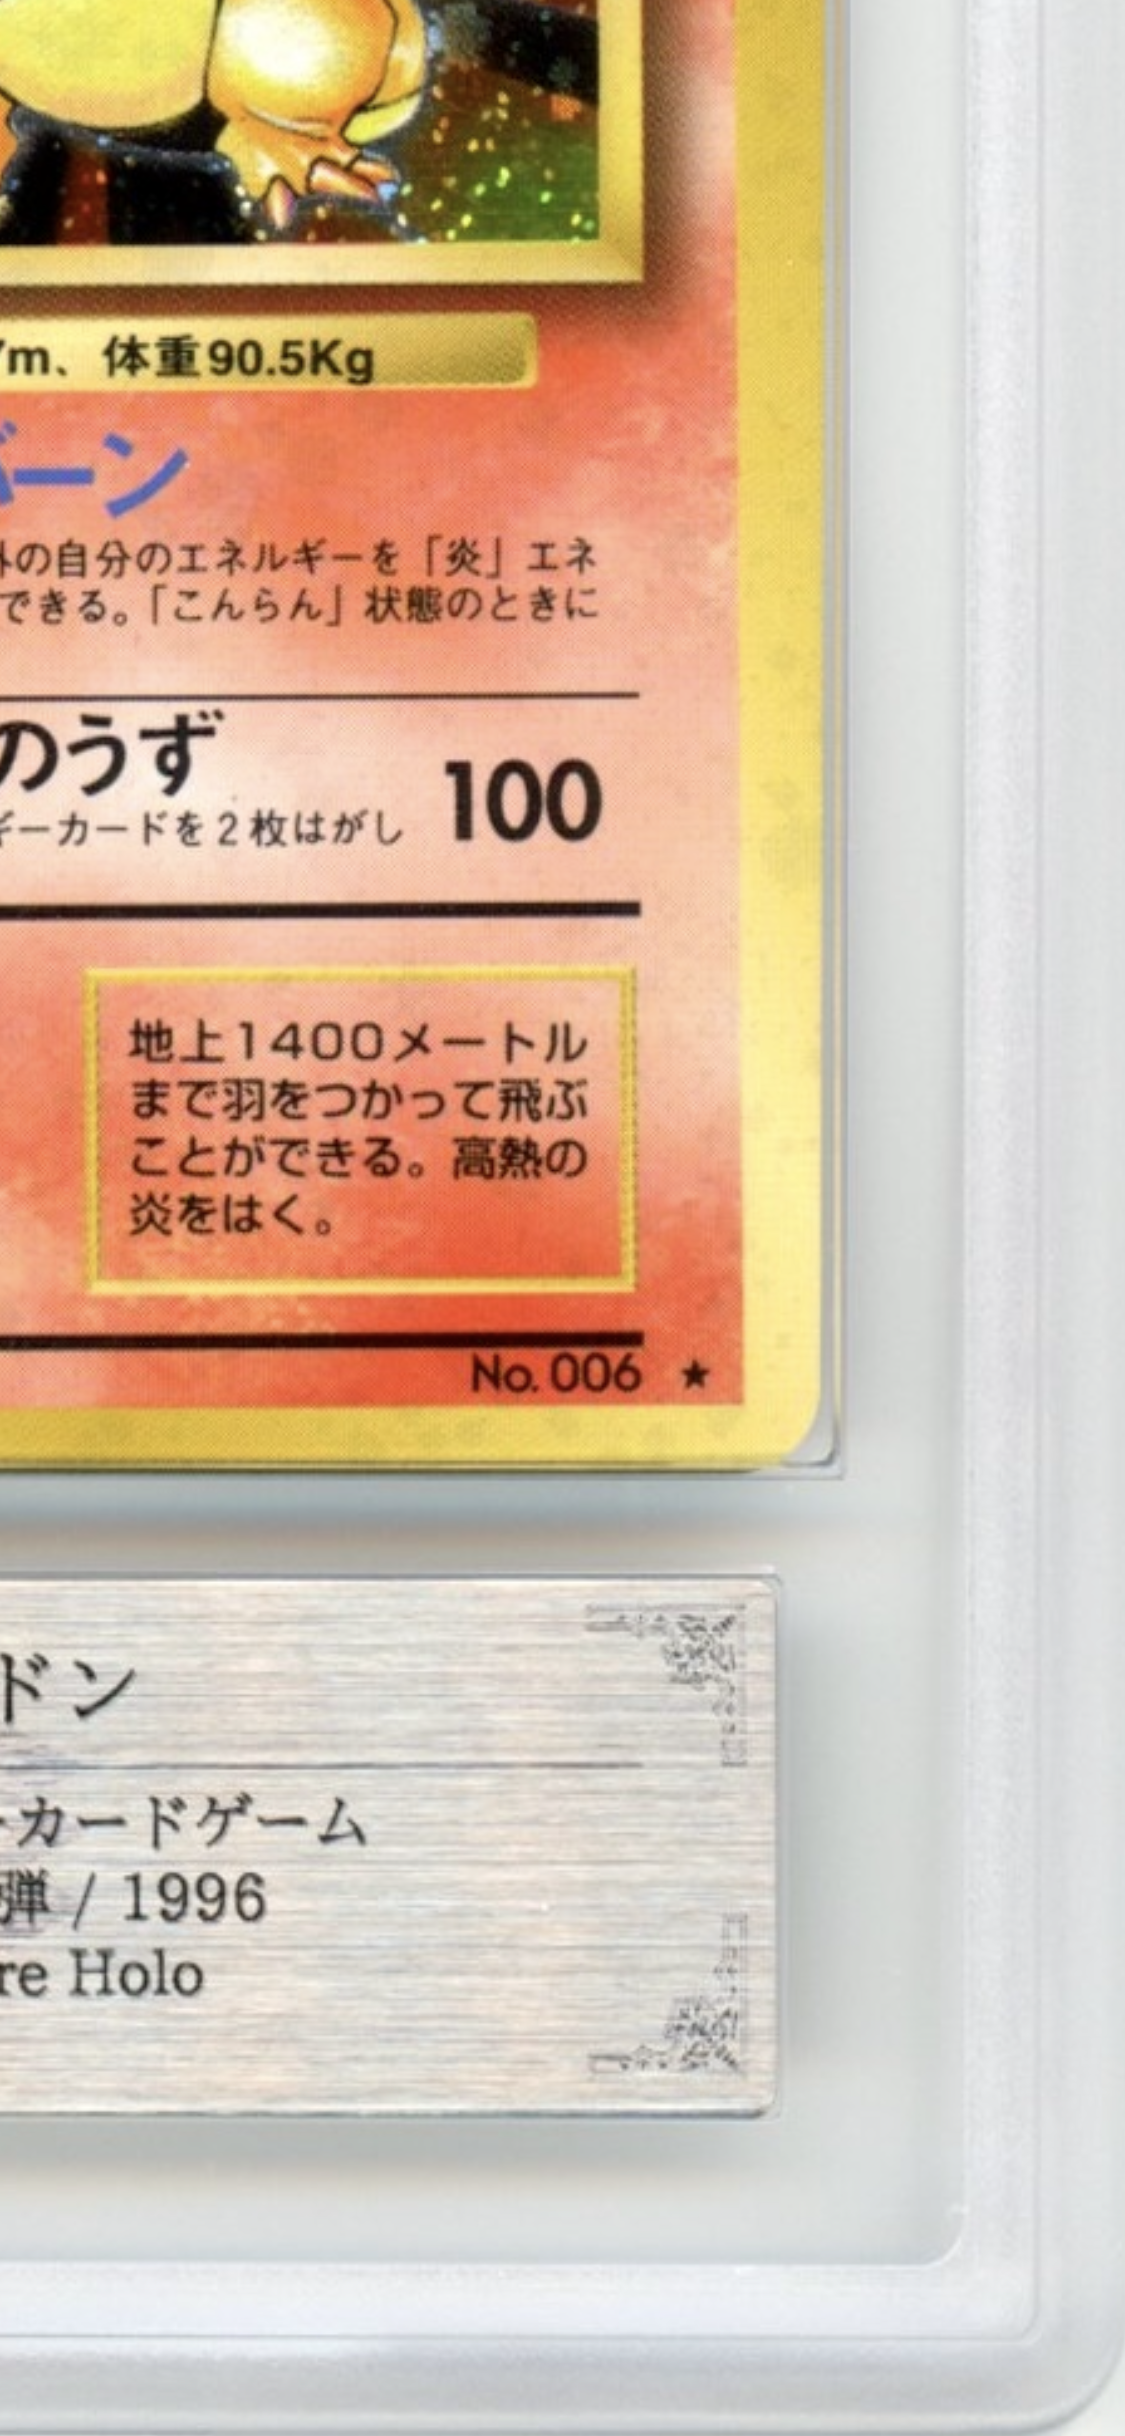 7m、体重90.5Kg
バーン
外の自分のエネルギーを「炎」エネ
できる。「こんらん」状態のときに
のうず
100
ギーカードを2枚はがし
地上1400メートル
まで羽をつかって飛ぶ
ことができる。高熱の
炎をはく。
No.006 ★
ドン
ーカードゲーム
弾 / 1996
re Holo